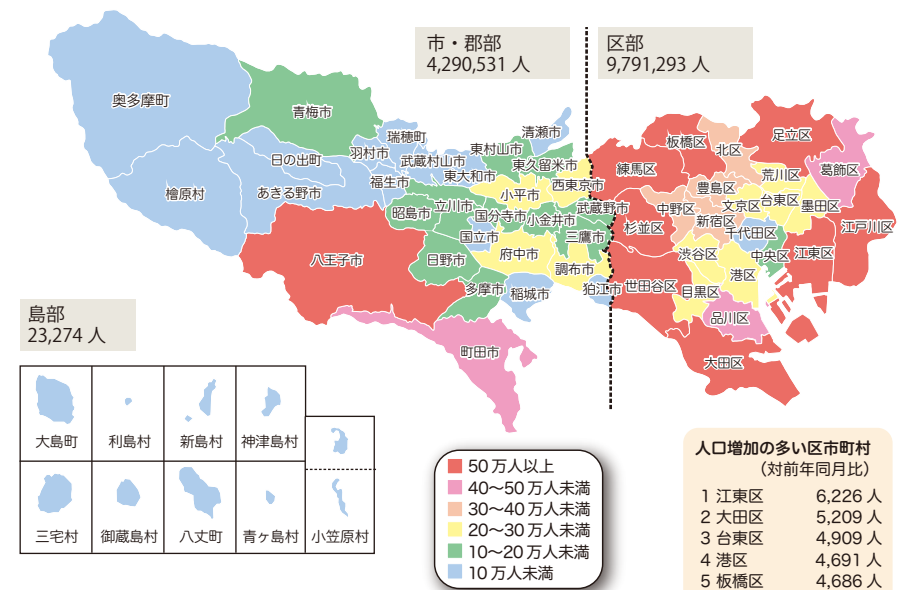 市・郡部
4,290,531 人
区部
9,791,293 人
奥多摩町
青梅市
瑞穂町
清瀬市
羽村市
武蔵村山市
東村山市
東久留米市
日の出町
東大和市
福生市
檜原村
あきる野市
小平市
西東京市
昭島市
立川市
国分寺市
小金井市
武蔵野市
国立市
三鷹市
八王子市
日野市
府中市
調布市
多摩市
稲城市
狛江市
町田市
板橋区
北区
足立区
練馬区
荒川区
葛飾区
豊島区
中野区
文京区
台東区
墨田区
新宿区
杉並区
千代田区
江戸川区
渋谷区
中央区
江東区
世田谷区
目黒区
港区
品川区
大田区
島部
23,274 人
大島町
利島村
新島村
神津島村
三宅村
御蔵島村
八丈町
青ヶ島村
小笠原村
50 万人以上
40〜50 万人未満
30〜40 万人未満
20〜30 万人未満
10〜20 万人未満
10 万人未満
人口増加の多い区市町村
（対前年同月比）
1 江東区 6,226 人
2 大田区 5,209 人
3 台東区 4,909 人
4 港区 4,691 人
5 板橋区 4,686 人